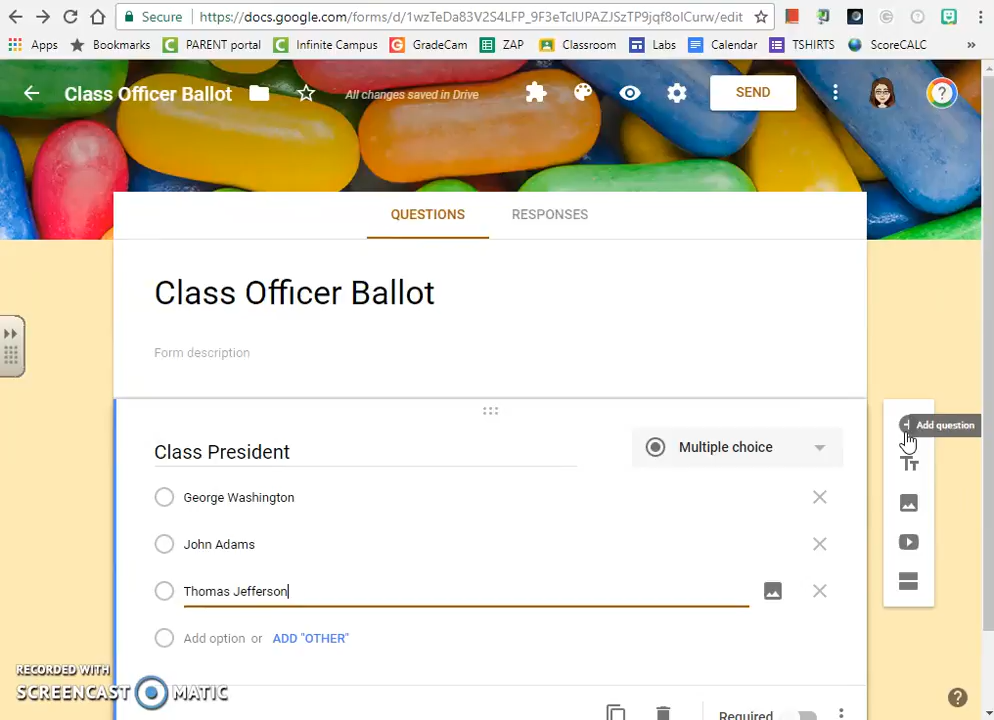 Secure https://docs.google.com/forms/d/1wzTeDa83V2S4LFP_9F3eTclUPAZJSzTP9jqf8oICurw/edit
Apps Bookmarks PARENT portal Infinite Campus GradeCam ZAP Classroom Labs Calendar TSHIRTS ScoreCALC »
Class Officer Ballot All changes saved in Drive SEND
QUESTIONS RESPONSES
Class Officer Ballot
Form description
Add question
Class President Multiple choice
Tт
George Washington
John Adams
Thomas Jefferson
Add option or ADD "OTHER"
RECORDED WITH
SCREENCAST MATIC
Required